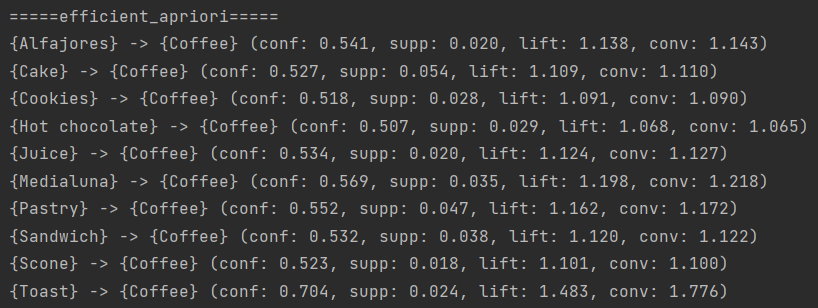 =====efficient_apriori=====
{Alfajores} -> {Coffee} (conf: 0.541, supp: 0.020, lift: 1.138, conv: 1.143)
{Cake} -> {Coffee} (conf: 0.527, supp: 0.054, lift: 1.109, conv: 1.110)
{Cookies} -> {Coffee} (conf: 0.518, supp: 0.028, lift: 1.091, conv: 1.090)
{Hot chocolate} -> {Coffee} (conf: 0.507, supp: 0.029, lift: 1.068, conv: 1.065)
{Juice} -> {Coffee} (conf: 0.534, supp: 0.020, lift: 1.124, conv: 1.127)
{Medialuna} -> {Coffee} (conf: 0.569, supp: 0.035, lift: 1.198, conv: 1.218)
{Pastry} -> {Coffee} (conf: 0.552, supp: 0.047, lift: 1.162, conv: 1.172)
{Sandwich} -> {Coffee} (conf: 0.532, supp: 0.038, lift: 1.120, conv: 1.122)
{Scone} -> {Coffee} (conf: 0.523, supp: 0.018, lift: 1.101, conv: 1.100)
{Toast} -> {Coffee} (conf: 0.704, supp: 0.024, lift: 1.483, conv: 1.776)